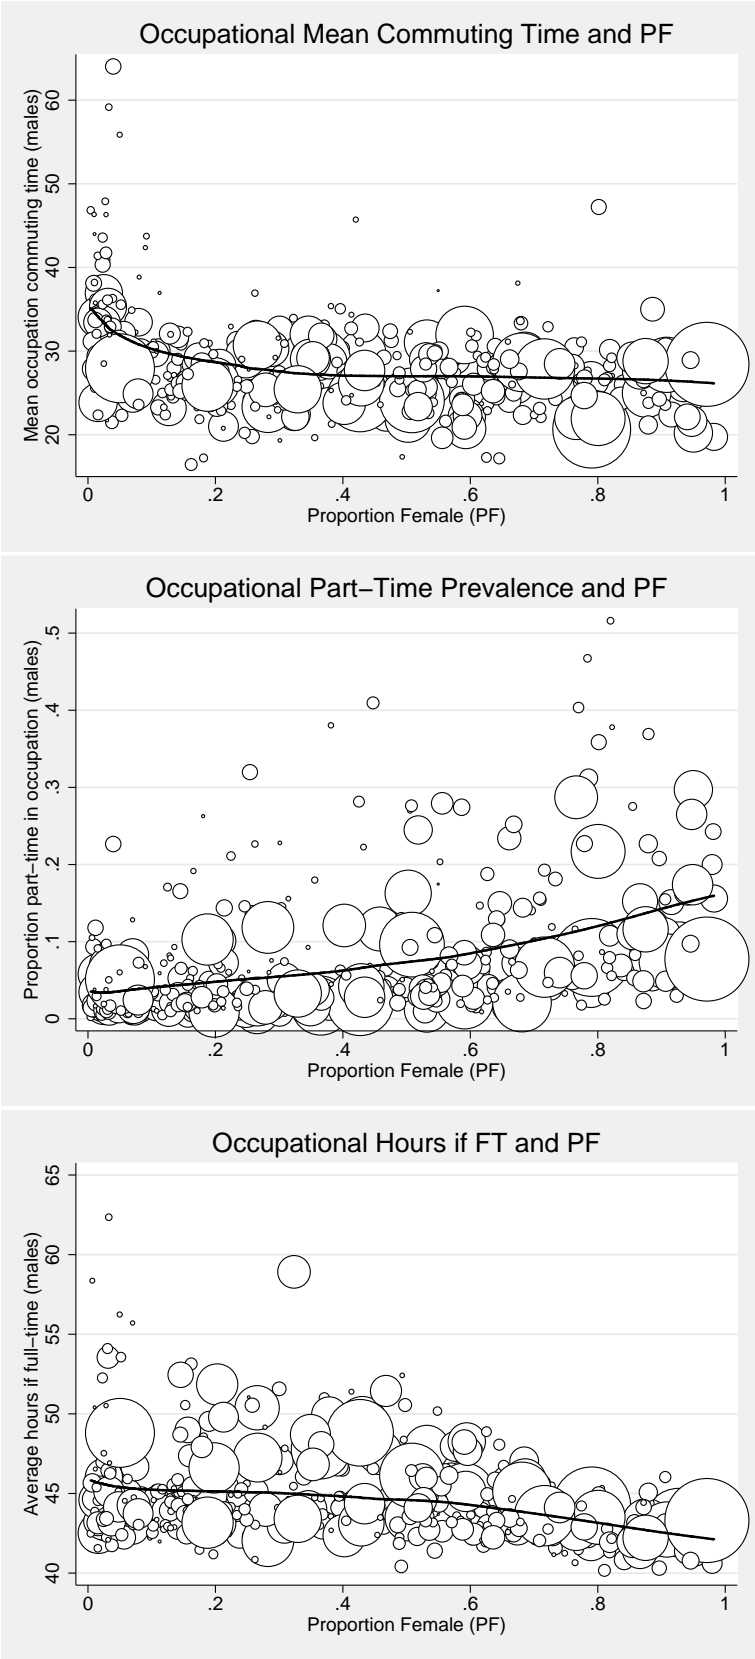 Occupational Mean Commuting Time and PF
Mean occupation commuting time (males)
60
50
40
30
20
0 .2 .4 .6 .8 1
Proportion Female (PF)
Occupational Part−Time Prevalence and PF
Proportion part−time in occupation (males)
.5
.4
.3
.2
.1
0
0 .2 .4 .6 .8 1
Proportion Female (PF)
Occupational Hours if FT and PF
Average hours if full−time (males)
65
60
55
50
45
40
0 .2 .4 .6 .8 1
Proportion Female (PF)